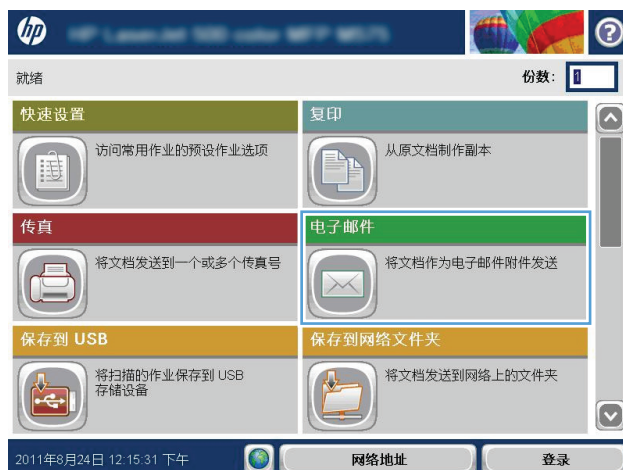 hp
?
就绪
份数: 1
快速设置
访问常用作业的预设作业选项
复印
从原文档制作副本
传真
将文档发送到一个或多个传真号
电子邮件
将文档作为电子邮件附件发送
保存到 USB
将扫描的作业保存到 USB
存储设备
保存到网络文件夹
将文档发送到网络上的文件夹
2011年8月24日 12:15:31 下午
网络地址
登录